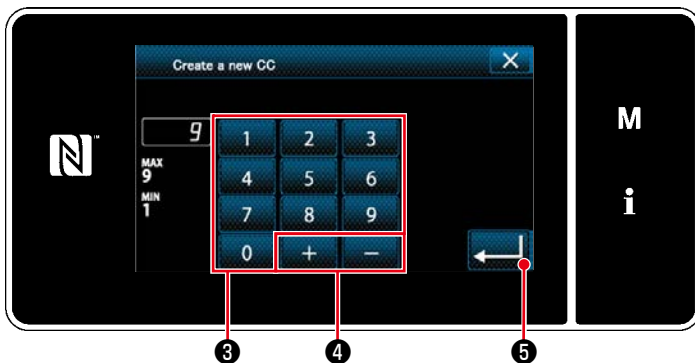 Create a new CC
9
MAX
9
MIN
1
1 2 3
4 5 6
7 8 9
0 + −
N™
M
i
❸ ❹ ❺